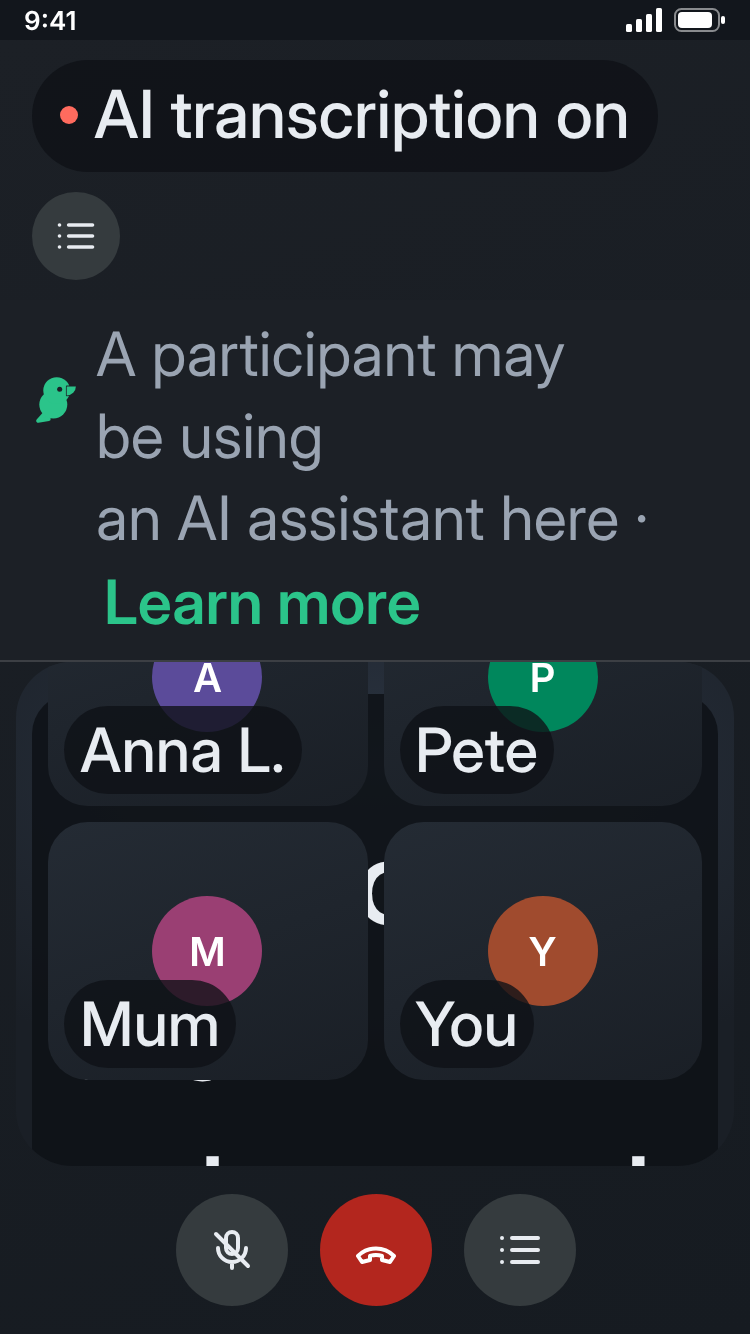 9:41
AI transcription on
A participant may
be using
an AI assistant here ·
Learn more
A
P
Anna L.
Pete
M
Y
Mum
You